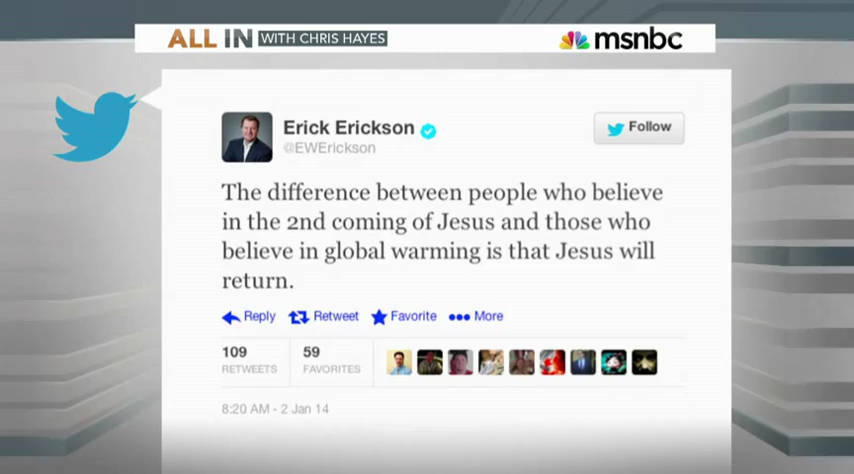 ALL IN WITH CHRIS HAYES
msnbc
Erick Erickson
@EWErickson
Follow
The difference between people who believe
in the 2nd coming of Jesus and those who
believe in global warming is that Jesus will
return.
Reply Retweet Favorite More
109 59
RETWEETS FAVORITES
8:20 AM - 2 Jan 14